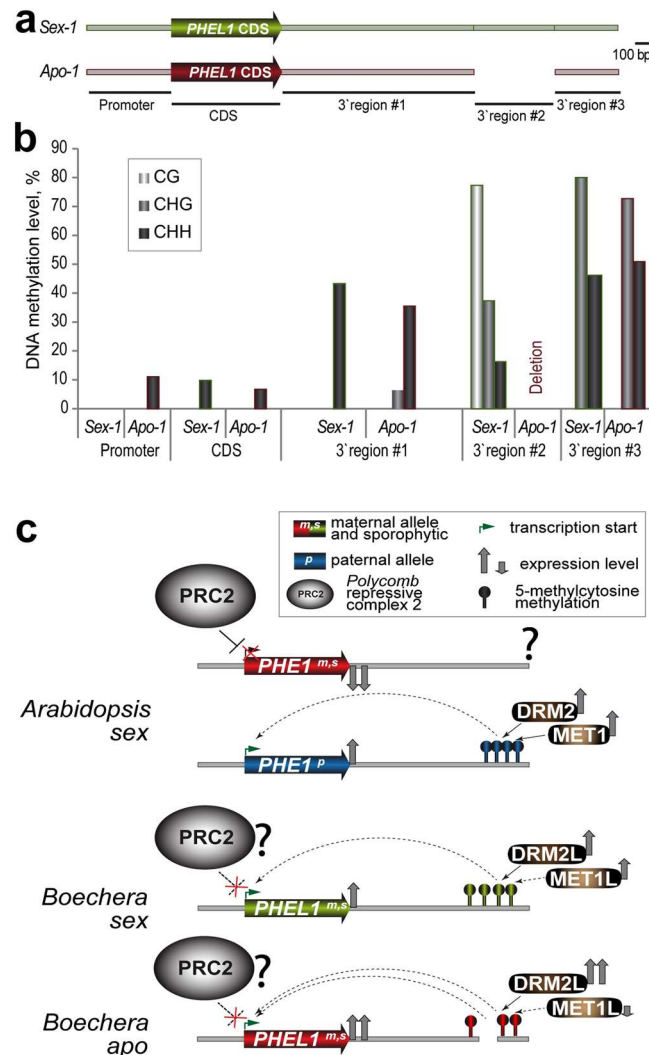 a
Sex-1
PHEL1 CDS
Apo-1
PHEL1 CDS
100 bp
Promoter
CDS
3`region #1
3`region #2
3`region #3
b
DNA methylation level, %
90
80
70
60
50
40
30
20
10
0
CG
CHG
CHH
Deletion
Sex-1 Apo-1 Sex-1 Apo-1 Sex-1 Apo-1 Sex-1 Apo-1 Sex-1 Apo-1
Promoter CDS 3`region #1 3`region #2 3`region #3
c
m,s maternal allele and sporophytic
p paternal allele
PRC2 Polycomb repressive complex 2
transcription start
expression level
5-methylcytosine methylation
PRC2
PHE1 m,s
?
Arabidopsis
sex
DRM2
MET1
PHE1 p
PRC2 ?
Boechera
sex
DRM2L
MET1L
PHEL1 m,s
PRC2 ?
Boechera
apo
DRM2L
MET1L
PHEL1 m,s